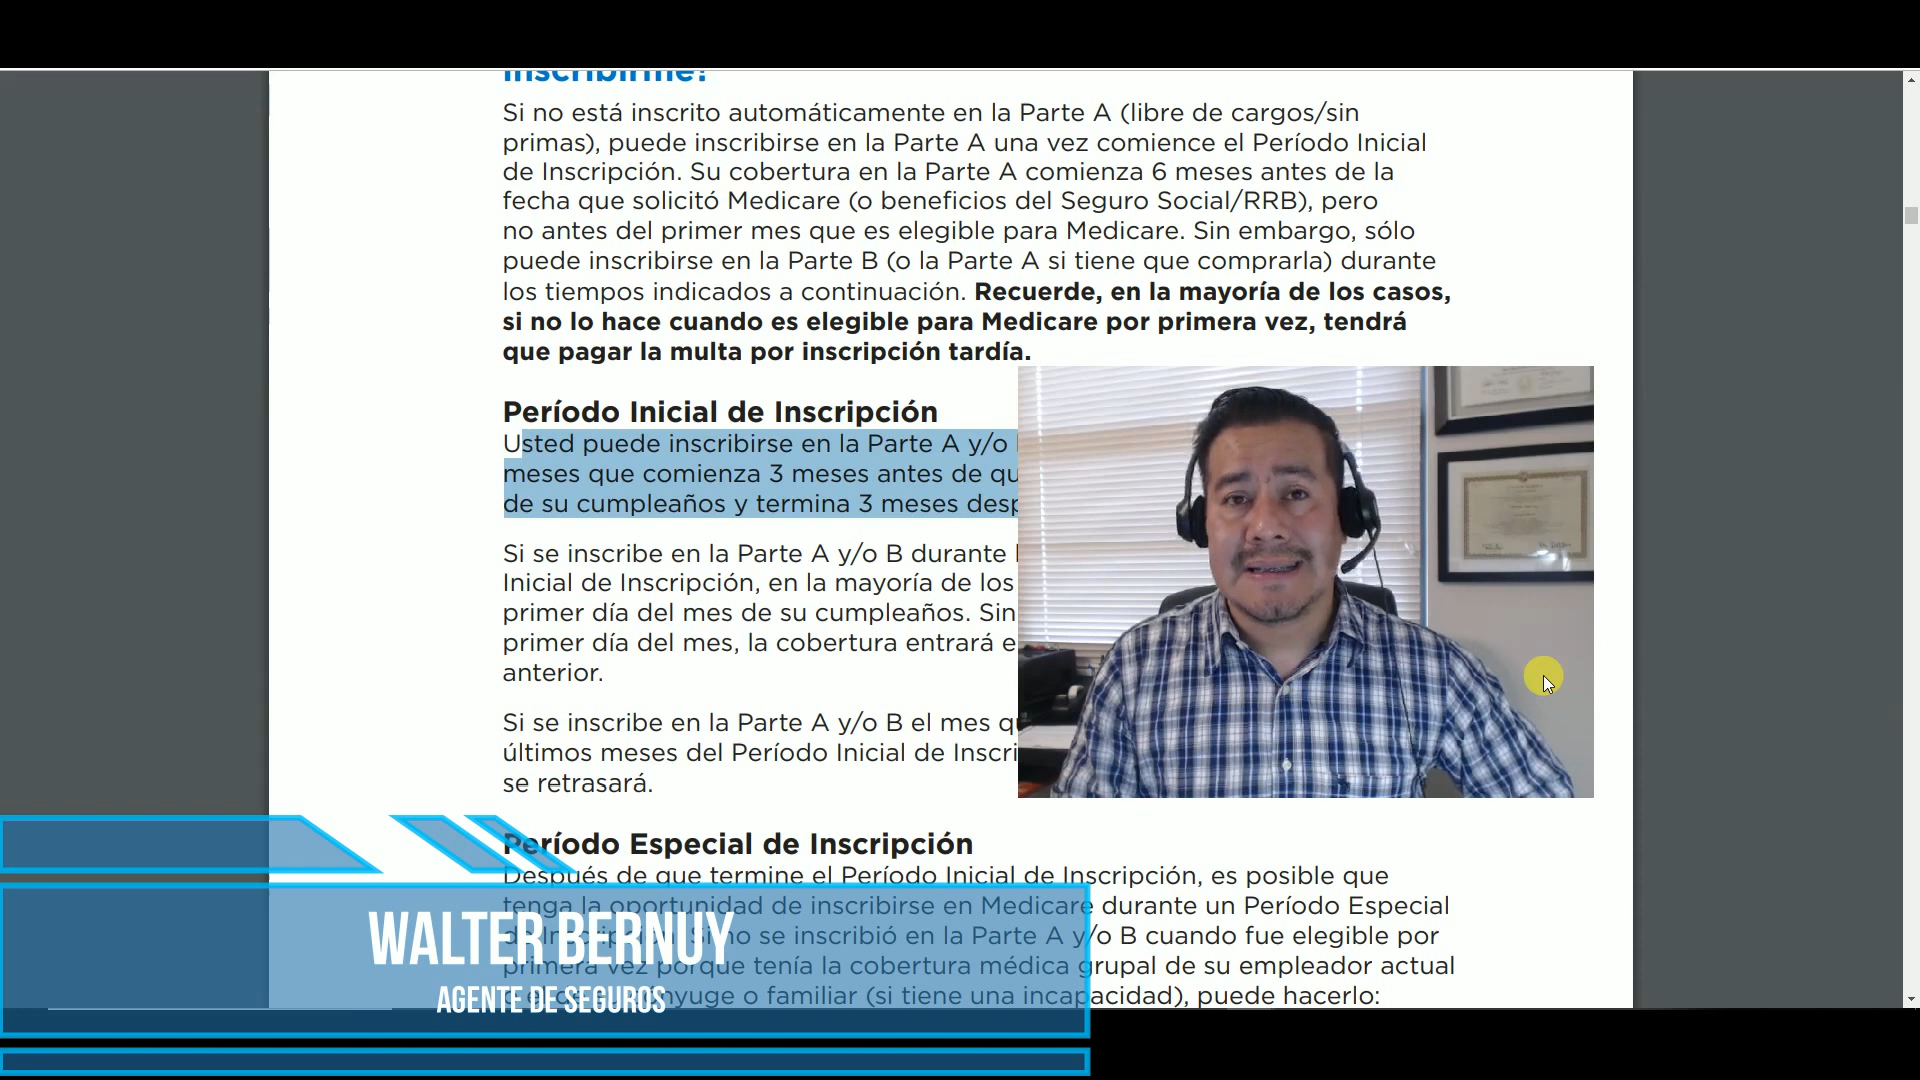 inscribirme?
Si no está inscrito automáticamente en la Parte A (libre de cargos/sin
primas), puede inscribirse en la Parte A una vez comience el Período Inicial
de Inscripción. Su cobertura en la Parte A comienza 6 meses antes de la
fecha que solicitó Medicare (o beneficios del Seguro Social/RRB), pero
no antes del primer mes que es elegible para Medicare. Sin embargo, sólo
puede inscribirse en la Parte B (o la Parte A si tiene que comprarla) durante
los tiempos indicados a continuación. Recuerde, en la mayoría de los casos,
si no lo hace cuando es elegible para Medicare por primera vez, tendrá
que pagar la multa por inscripción tardía.
Período Inicial de Inscripción
Usted puede inscribirse en la Parte A y/o
meses que comienza 3 meses antes de qu
de su cumpleaños y termina 3 meses desp
Si se inscribe en la Parte A y/o B durante
Inicial de Inscripción, en la mayoría de los
primer día del mes de su cumpleaños. Sin
primer día del mes, la cobertura entrará e
anterior.
Si se inscribe en la Parte A y/o B el mes qu
últimos meses del Período Inicial de Inscri
se retrasará.
Período Especial de Inscripción
Después de que termine el Período Inicial de Inscripción, es posible que
tenga la oportunidad de inscribirse en Medicare durante un Período Especial
no se inscribió en la Parte A y/o B cuando fue elegible por
primera vez porque tenía la cobertura médica grupal de su empleador actual
o familiar (si tiene una incapacidad), puede hacerlo:
WALTER BERNUY
AGENTE DE SEGUROS